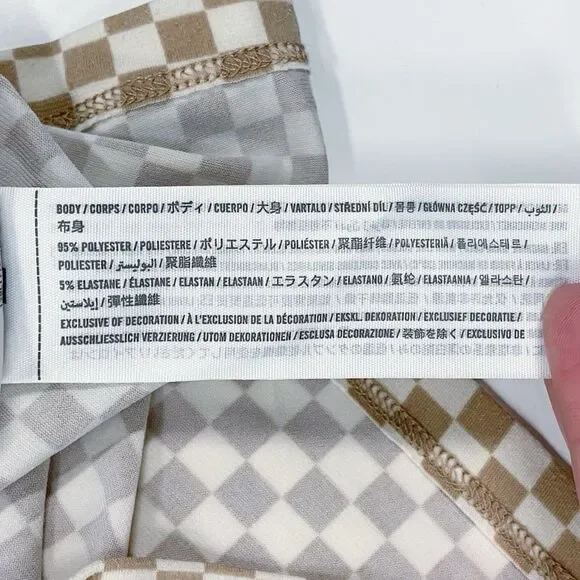 BODY / CORPS / CORPO / ボディ / CUERPO / 大身 / VARTALO / STŘEDNÍ DÍL / 몸통 / GŁÓWNA CZĘŚĆ / TOPP / الثوب /
布身
95% POLYESTER / POLIESTERE / ポリエステル / POLIÉSTER / 聚酯纤维 / POLYESTERIÄ / 폴리에스테르 /
POLIESTER / البوليستر / 聚脂纖維
5% ELASTANE / ÉLASTANE / ELASTAN / ELASTAAN / エラスタン / ELASTANO / 氨纶 / ELASTAANIA / 엘라스탄 /
إيلاستين / 彈性纖維
EXCLUSIVE OF DECORATION / À L'EXCLUSION DE LA DÉCORATION / EKSKL. DEKORATION / EXCLUSIEF DECORATIE /
AUSSCHLIESSLICH VERZIERUNG / UTOM DEKORATIONEN / ESCLUSA DECORAZIONE / 装飾を除く / EXCLUSIVO DE